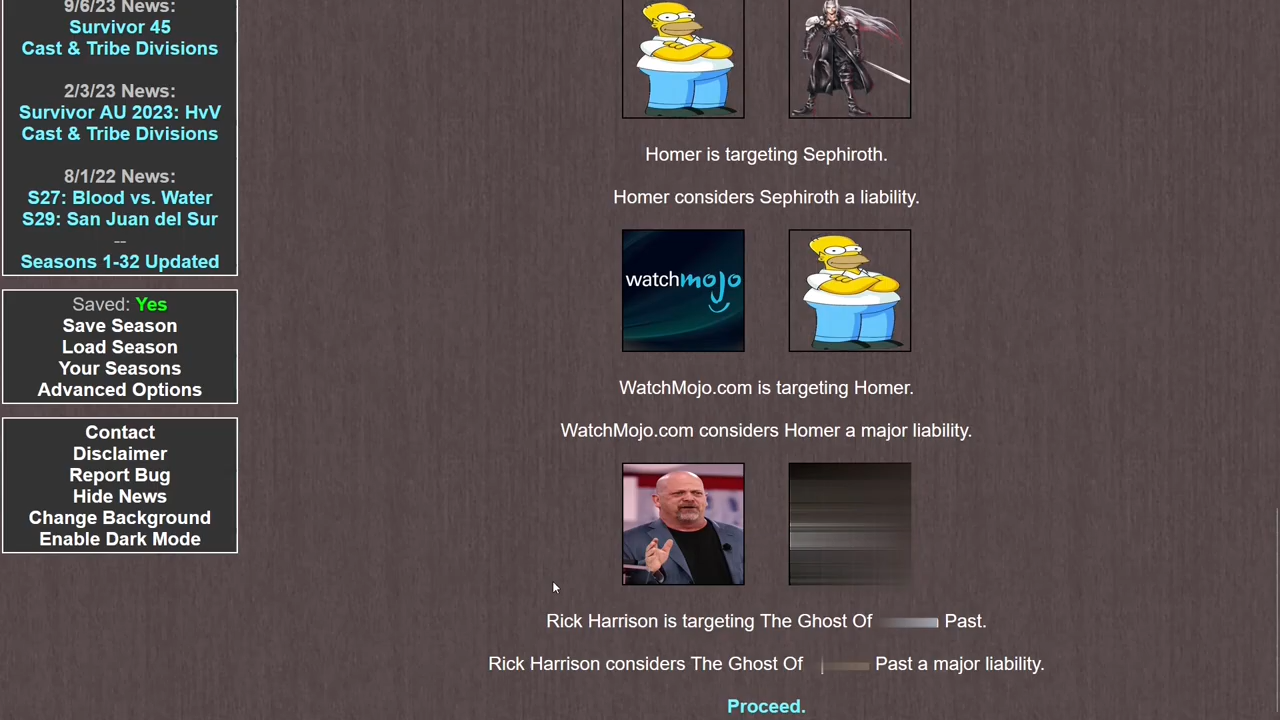 9/6/23 News:
Survivor 45
Cast & Tribe Divisions
2/3/23 News:
Survivor AU 2023: HvV
Cast & Tribe Divisions
8/1/22 News:
S27: Blood vs. Water
S29: San Juan del Sur
--
Seasons 1-32 Updated
Saved: Yes
Save Season
Load Season
Your Seasons
Advanced Options
Contact
Disclaimer
Report Bug
Hide News
Change Background
Enable Dark Mode
Homer is targeting Sephiroth.
Homer considers Sephiroth a liability.
watchmojo
WatchMojo.com is targeting Homer.
WatchMojo.com considers Homer a major liability.
Rick Harrison is targeting The Ghost Of Past.
Rick Harrison considers The Ghost Of Past a major liability.
Proceed.